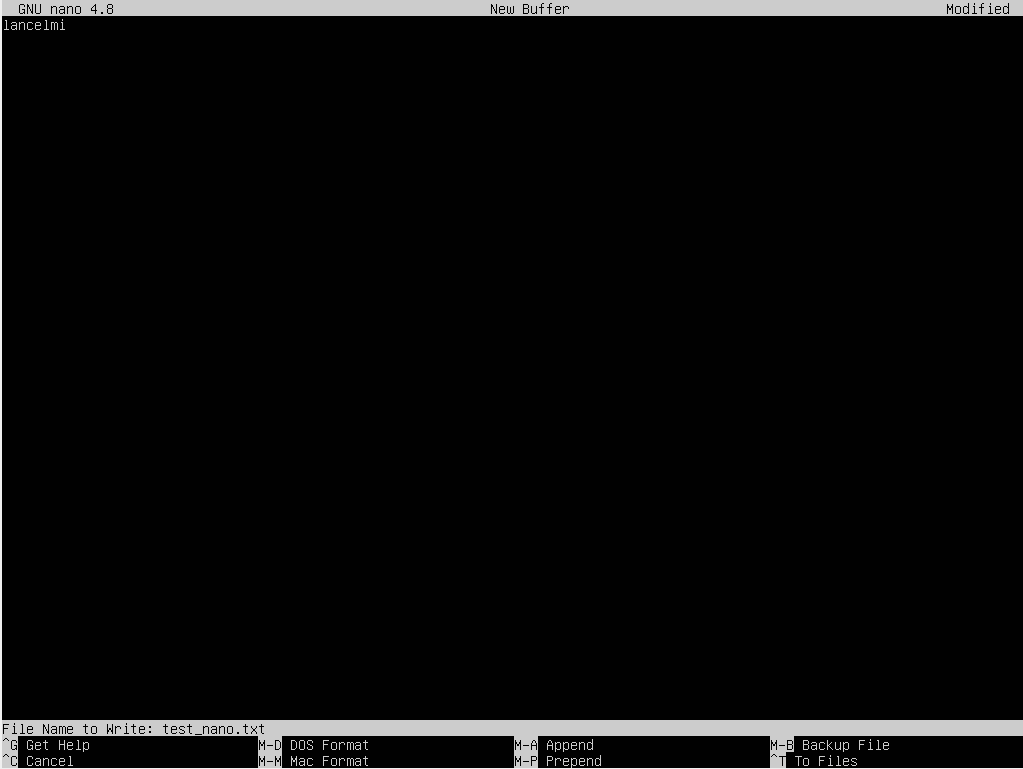 GNU nano 4.8 New Buffer Modified
lancelmi
File Name to Write: test_nano.txt
^G Get Help M-D DOS Format M-A Append M-B Backup File
^C Cancel M-M Mac Format M-P Prepend ^T To Files